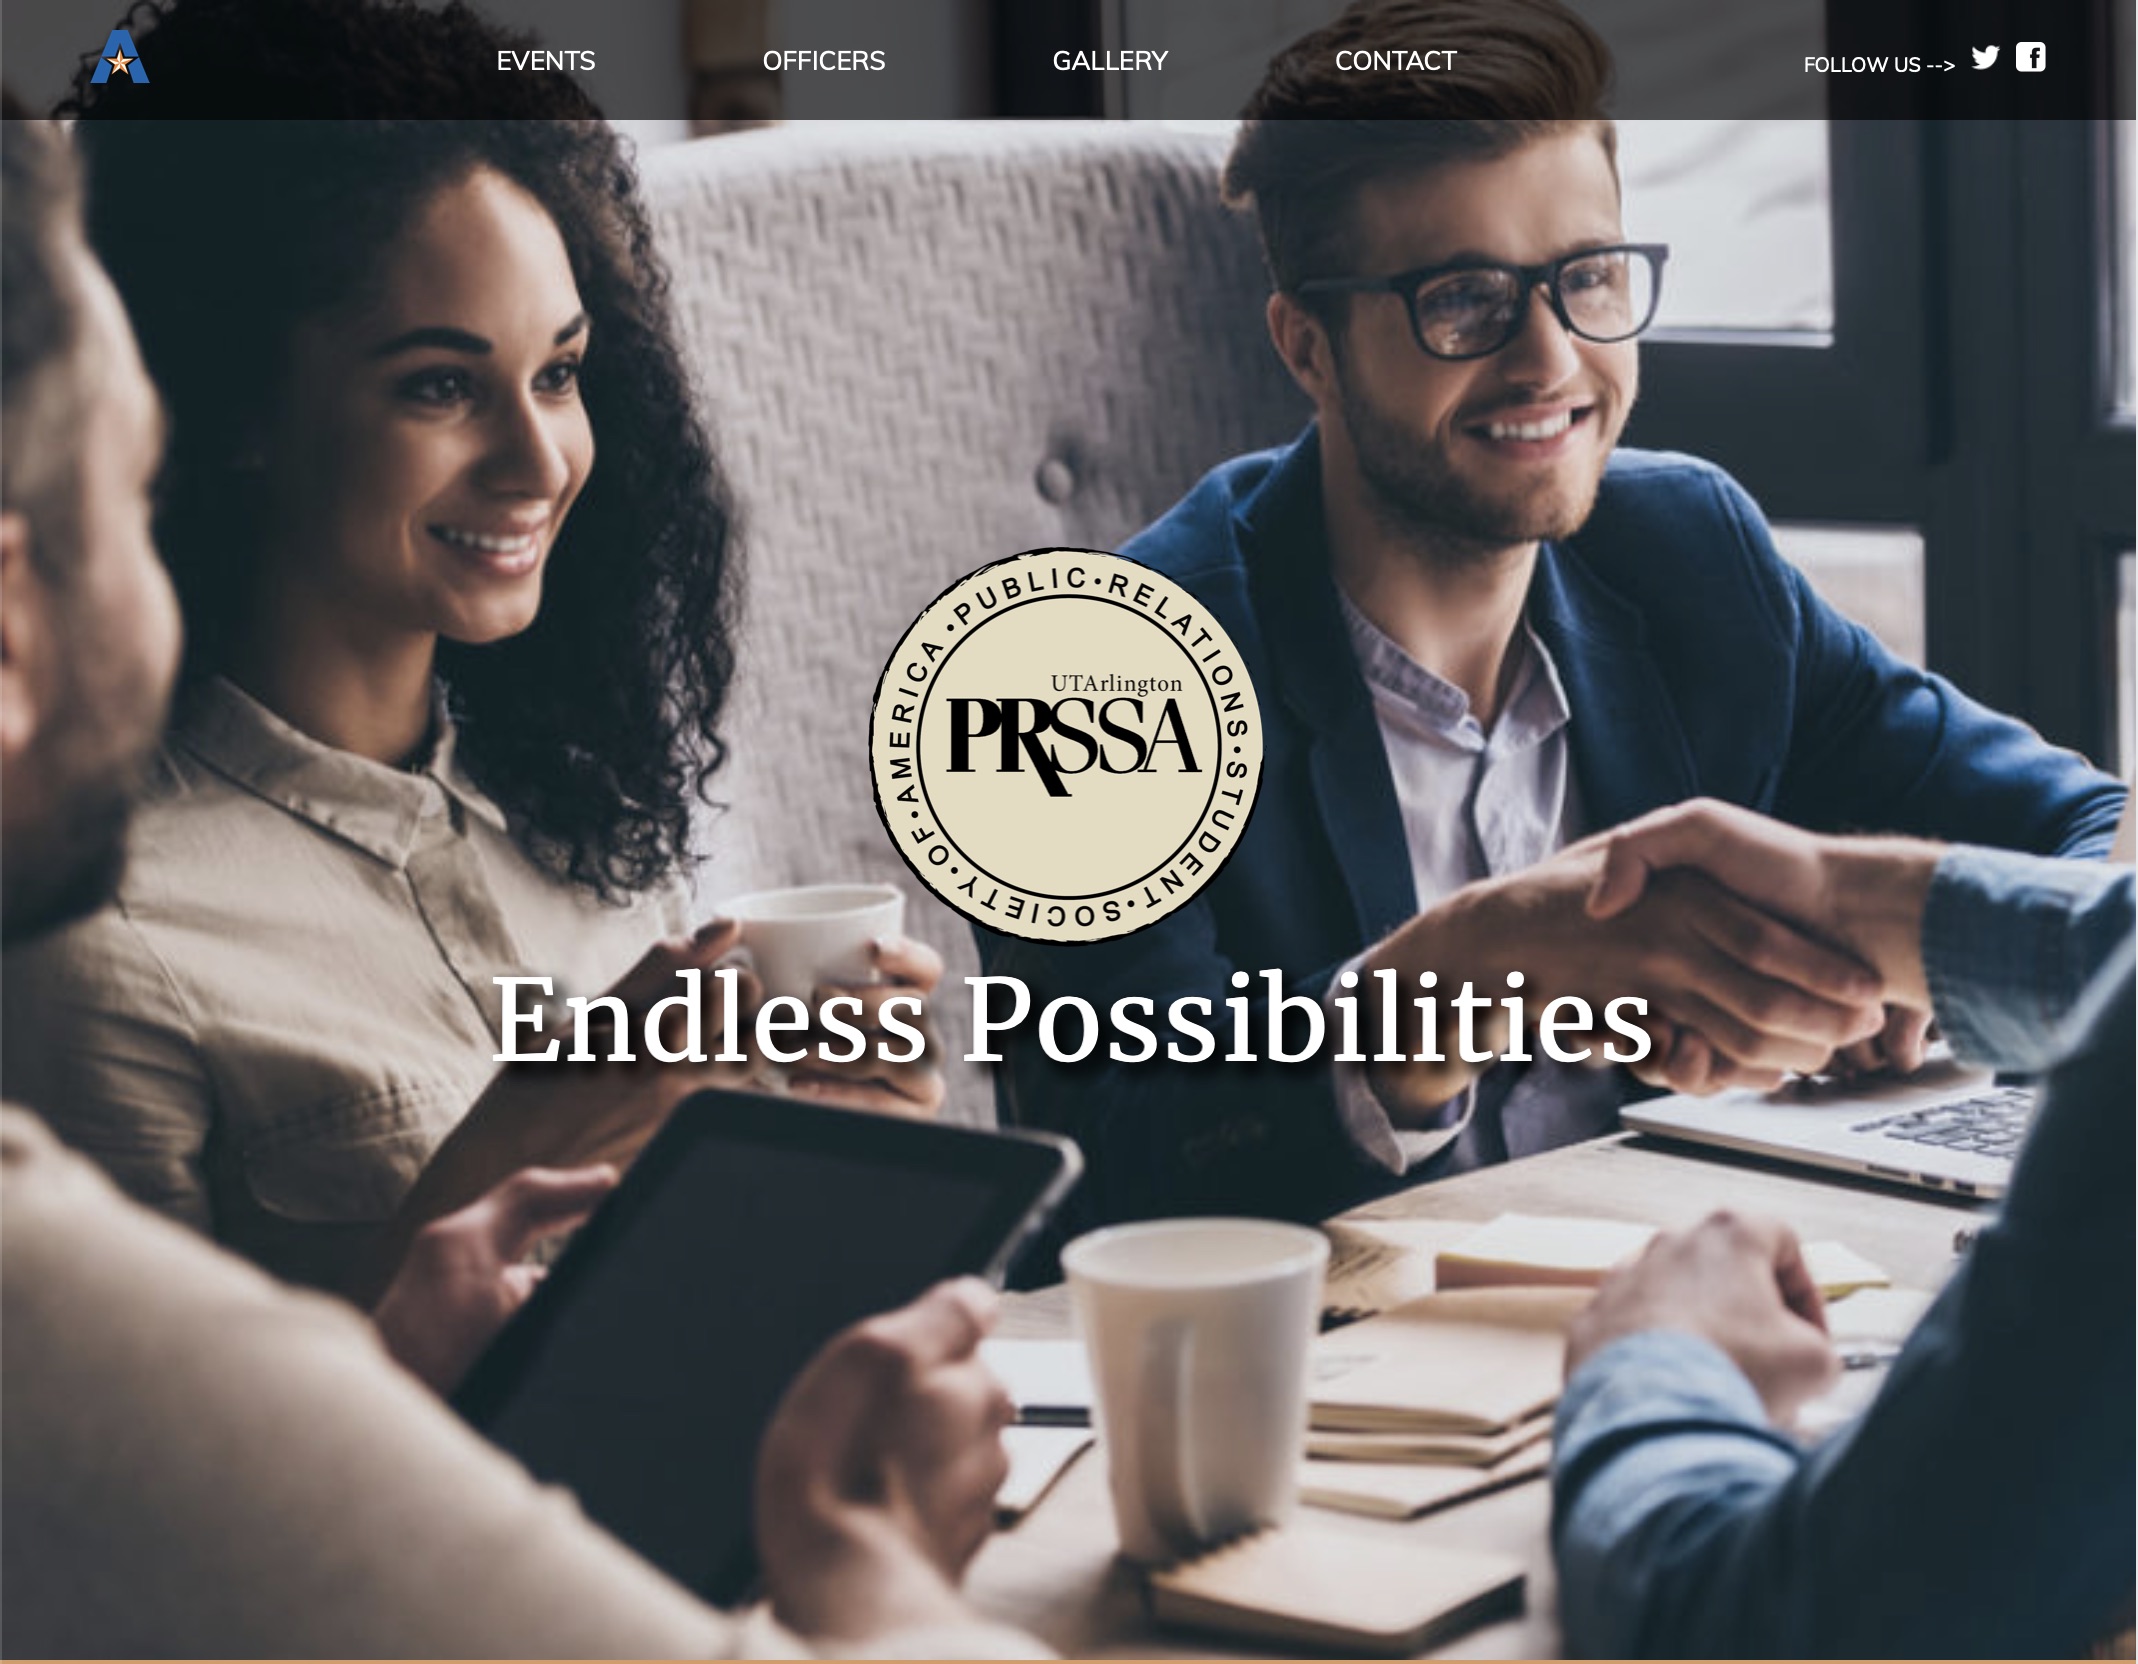 A
EVENTS OFFICERS GALLERY CONTACT FOLLOW US -->
PUBLIC•RELATIONS•STUDENT•SOCIETY•OF•AMERICA•
UTArlington
PRSSA
Endless Possibilities